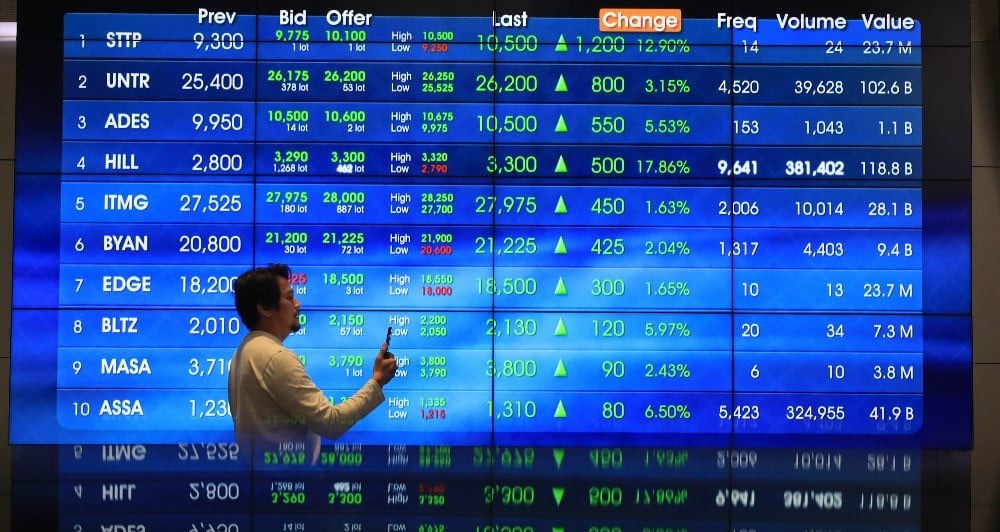 Prev Bid Offer Last Change Freq Volume Value
1 STTP 9,300 9,775 10,100 High 10,500 10,500 1,200 12.90% 14 24 23.7 M
1 lot 1 lot Low 9,250
2 UNTR 25,400 26,175 26,200 High 26,250 26,200 800 3.15% 4,520 39,628 102.6 B
378 lot 53 lot Low 25,525
3 ADES 9,950 10,500 10,600 High 10,675 10,500 550 5.53% 153 1,043 1.1 B
14 lot 2 lot Low 9,975
4 HILL 2,800 3,290 3,300 High 3,320 3,300 500 17.86% 9,641 381,402 118.8 B
1,268 lot 462 lot Low 2,790
5 ITMG 27,525 27,975 28,000 High 28,250 27,975 450 1.63% 2,006 10,014 28.1 B
180 lot 887 lot Low 27,700
6 BYAN 20,800 21,200 21,225 High 21,900 21,225 425 2.04% 1,317 4,403 9.4 B
30 lot 72 lot Low 20,600
7 EDGE 18,200 18,500 High 18,550 18,500 300 1.65% 10 13 23.7 M
lot 3 lot Low 18,000
8 BLTZ 2,010 2,150 High 2,200 2,130 120 5.97% 20 34 7.3 M
lot 57 lot Low 2,050
9 MASA 3,790 High 3,800 3,800 90 2.43% 6 10 3.8 M
1 lot Low 3,790
10 ASSA High 1,335 1,310 80 6.50% 5,423 324,955 41.9 B
Low 1,215